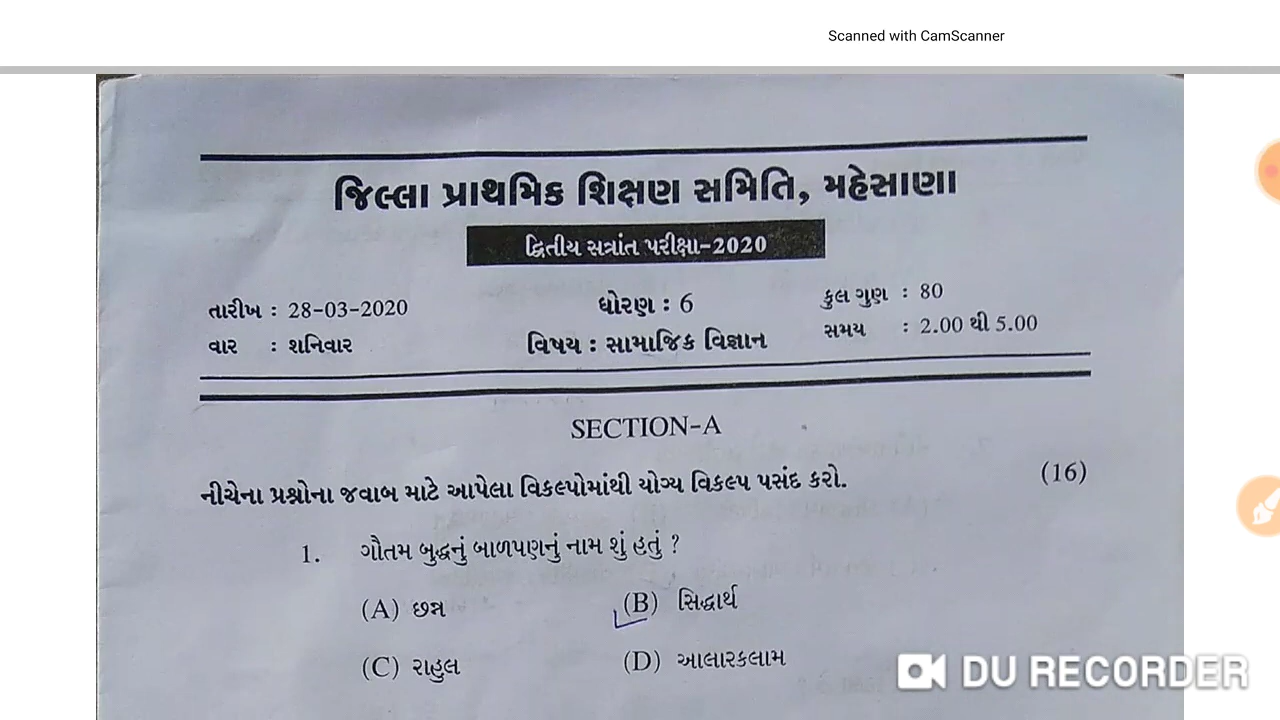 Scanned with CamScanner
જિલ્લા પ્રાથમિક શિક્ષણ સમિતિ, મહેસાણા
દ્વિતીય સત્રાંત પરીક્ષા-2020
તારીખ : 28-03-2020 ધોરણ : 6 કુલ ગુણ : 80
વાર : શનિવાર વિષય : સામાજિક વિજ્ઞાન સમય : 2.00 થી 5.00
SECTION-A
નીચેના પ્રશ્નોના જવાબ માટે આપેલા વિકલ્પોમાંથી યોગ્ય વિકલ્પ પસંદ કરો. (16)
1. ગૌતમ બુદ્ધનું બાળપણનું નામ શું હતું ?
(A) છન્ન (B) સિદ્ધાર્થ
(C) રાહુલ (D) આલારકલામ
DU RECORDER